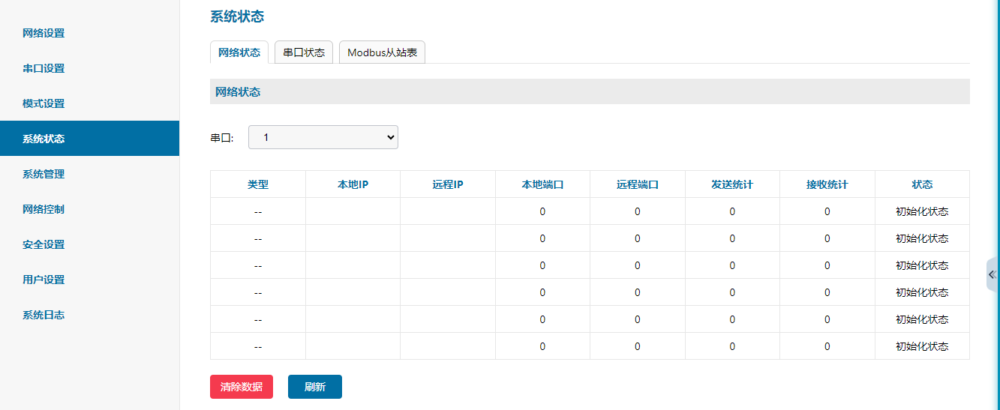 系统状态
网络设置
串口设置
模式设置
系统状态
系统管理
网络控制
安全设置
用户设置
系统日志
网络状态 串口状态 Modbus从站表
网络状态
串口: 1
类型 本地IP 远程IP 本地端口 远程端口 发送统计 接收统计 状态
-- 0 0 0 0 初始化状态
-- 0 0 0 0 初始化状态
-- 0 0 0 0 初始化状态
-- 0 0 0 0 初始化状态
-- 0 0 0 0 初始化状态
-- 0 0 0 0 初始化状态
清除数据 刷新